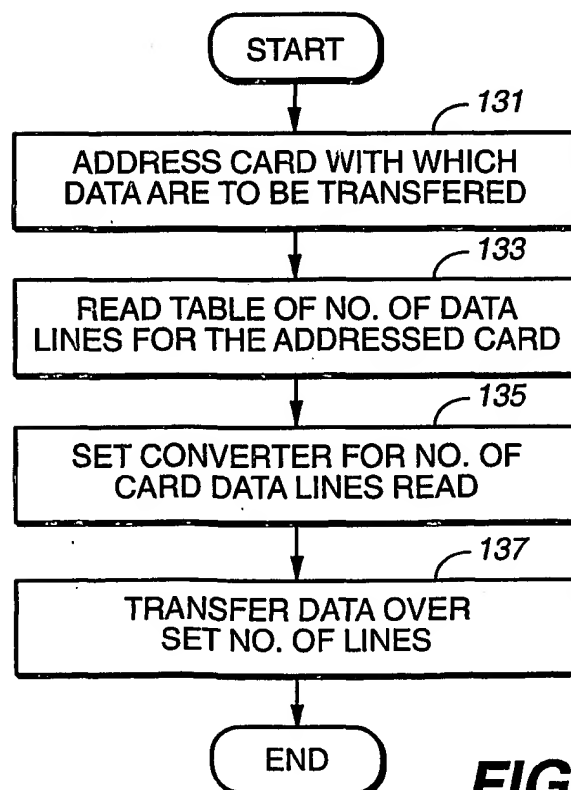 START
131
ADDRESS CARD WITH WHICH
DATA ARE TO BE TRANSFERED
133
READ TABLE OF NO. OF DATA
LINES FOR THE ADDRESSED CARD
135
SET CONVERTER FOR NO. OF
CARD DATA LINES READ
137
TRANSFER DATA OVER
SET NO. OF LINES
END
FIG